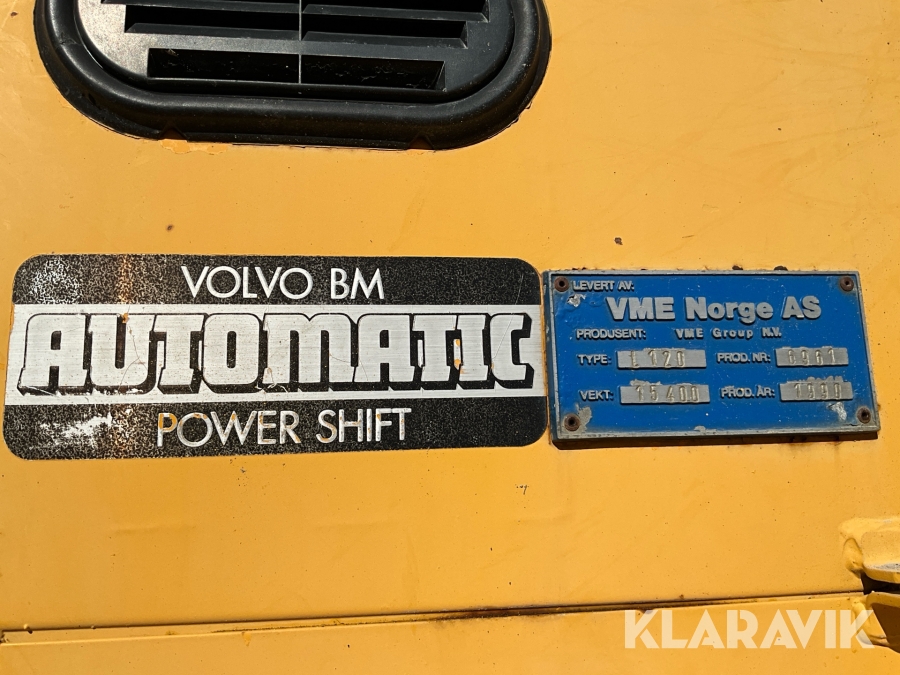 VOLVO BM
AUTOMATIC
POWER SHIFT
LEVERT AV:
VME Norge AS
PRODUSENT: VME Group N.V.
TYPE: L 120 PROD. NR:
VEKT: 15400 PROD. ÅR: 1990
KLARAVIK